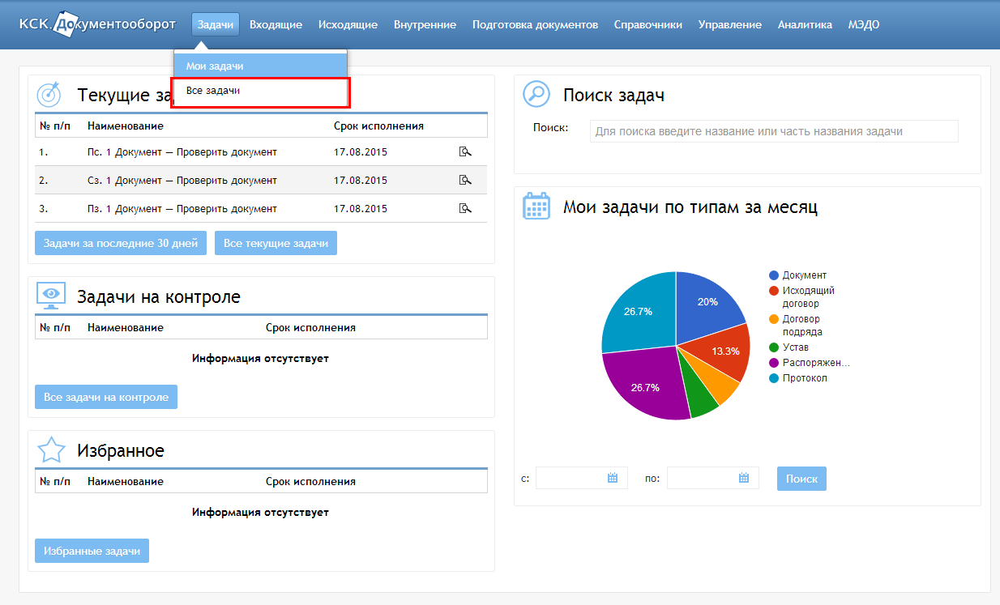 КСК.Документооборот
Задачи Входящие Исходящие Внутренние Подготовка документов Справочники Управление Аналитика МЭДО
Мои задачи
Все задачи
Текущие
№ п/п Наименование Срок исполнения
1. Пс. 1 Документ — Проверить документ 17.08.2015
2. Сз. 1 Документ — Проверить документ 17.08.2015
3. Пз. 1 Документ — Проверить документ 17.08.2015
Задачи за последние 30 дней Все текущие задачи
Задачи на контроле
№ п/п Наименование Срок исполнения
Информация отсутствует
Все задачи на контроле
Избранное
№ п/п Наименование Срок исполнения
Информация отсутствует
Избранные задачи
Поиск задач
Поиск: Для поиска введите название или часть названия задачи
Мои задачи по типам за месяц
20%
13.3%
26.7%
26.7%
Документ
Исходящий
договор
Договор
подряда
Устав
Распоряжен...
Протокол
с: по: Поиск